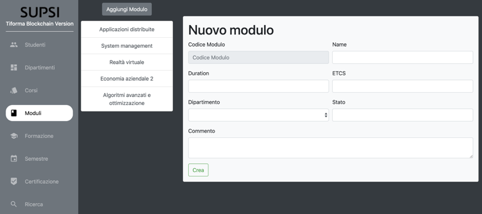 SUPSI
Tiforma Blockchain Version
Studenti
Dipartimenti
Corsi
Moduli
Formazione
Semestre
Certificazione
Ricerca
Aggiungi Modulo
Applicazioni distribuite
System management
Realtà virtuale
Economia aziendale 2
Algoritmi avanzati e
ottimizzazione
Nuovo modulo
Codice Modulo
Codice Modulo
Name
Duration
ETCS
Dipartimento
Stato
Commento
Crea